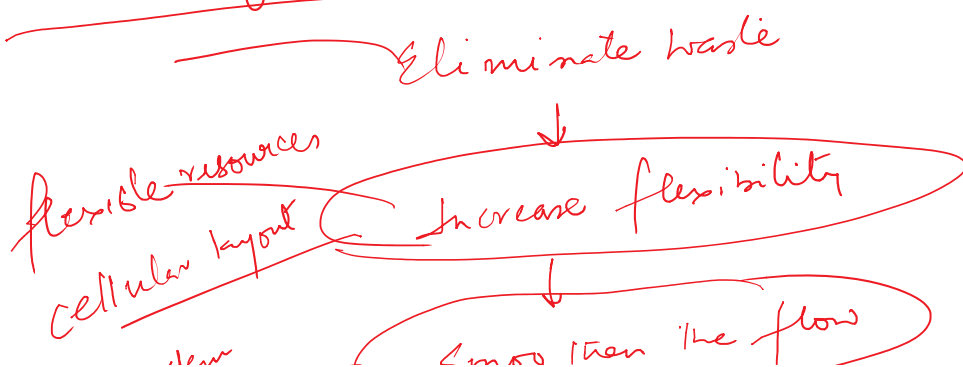 Eliminate waste
flexible resources
Increase flexibility
cellular layout
Smoothen the flow